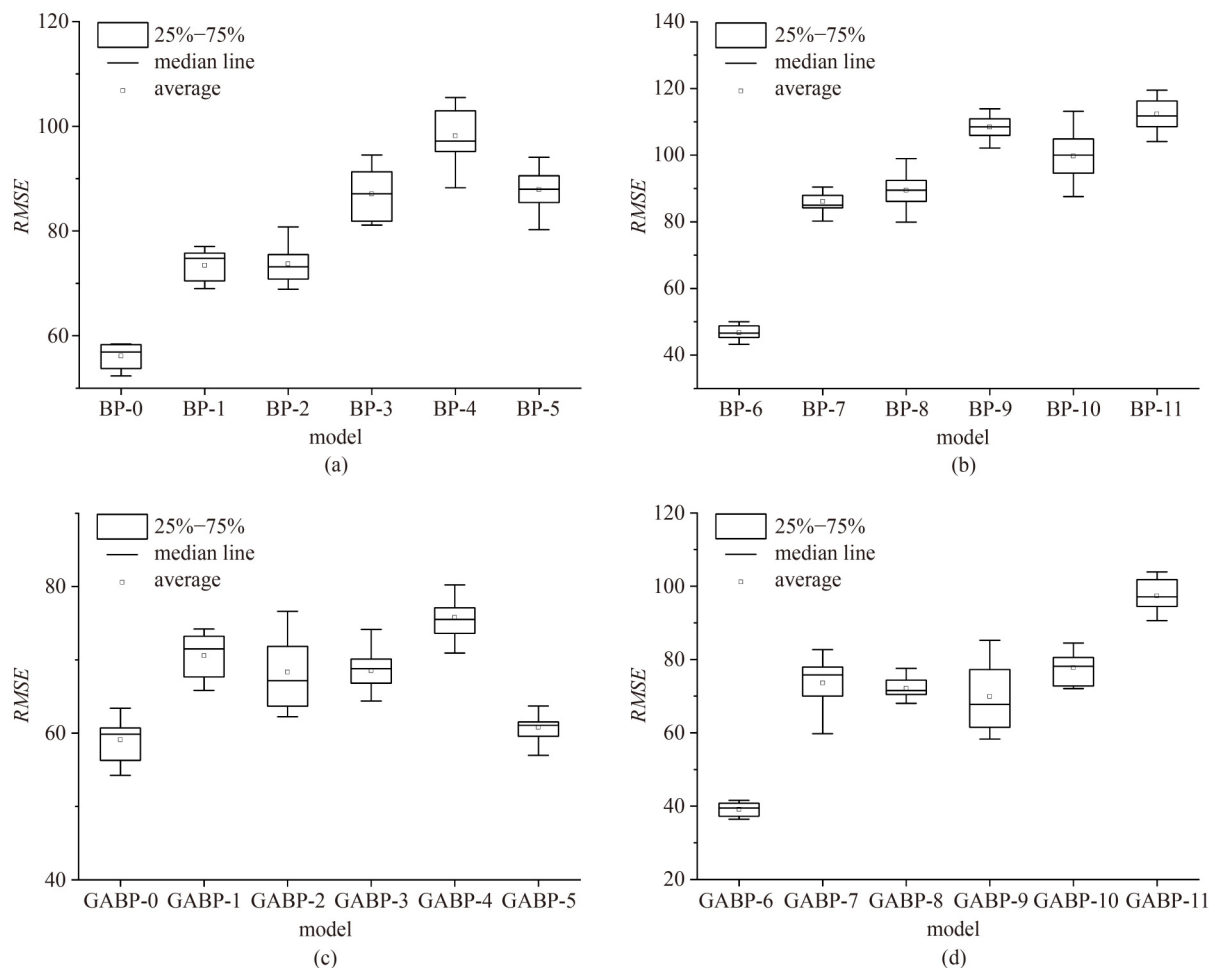 120
100
80
60
RMSE
25%−75%
median line
average
BP-0 BP-1 BP-2 BP-3 BP-4 BP-5
model
(a)
140
120
100
80
60
40
RMSE
25%−75%
median line
average
BP-6 BP-7 BP-8 BP-9 BP-10 BP-11
model
(b)
80
60
40
RMSE
25%−75%
median line
average
GABP-0 GABP-1 GABP-2 GABP-3 GABP-4 GABP-5
model
(c)
120
100
80
60
40
20
RMSE
25%−75%
median line
average
GABP-6 GABP-7 GABP-8 GABP-9 GABP-10 GABP-11
model
(d)